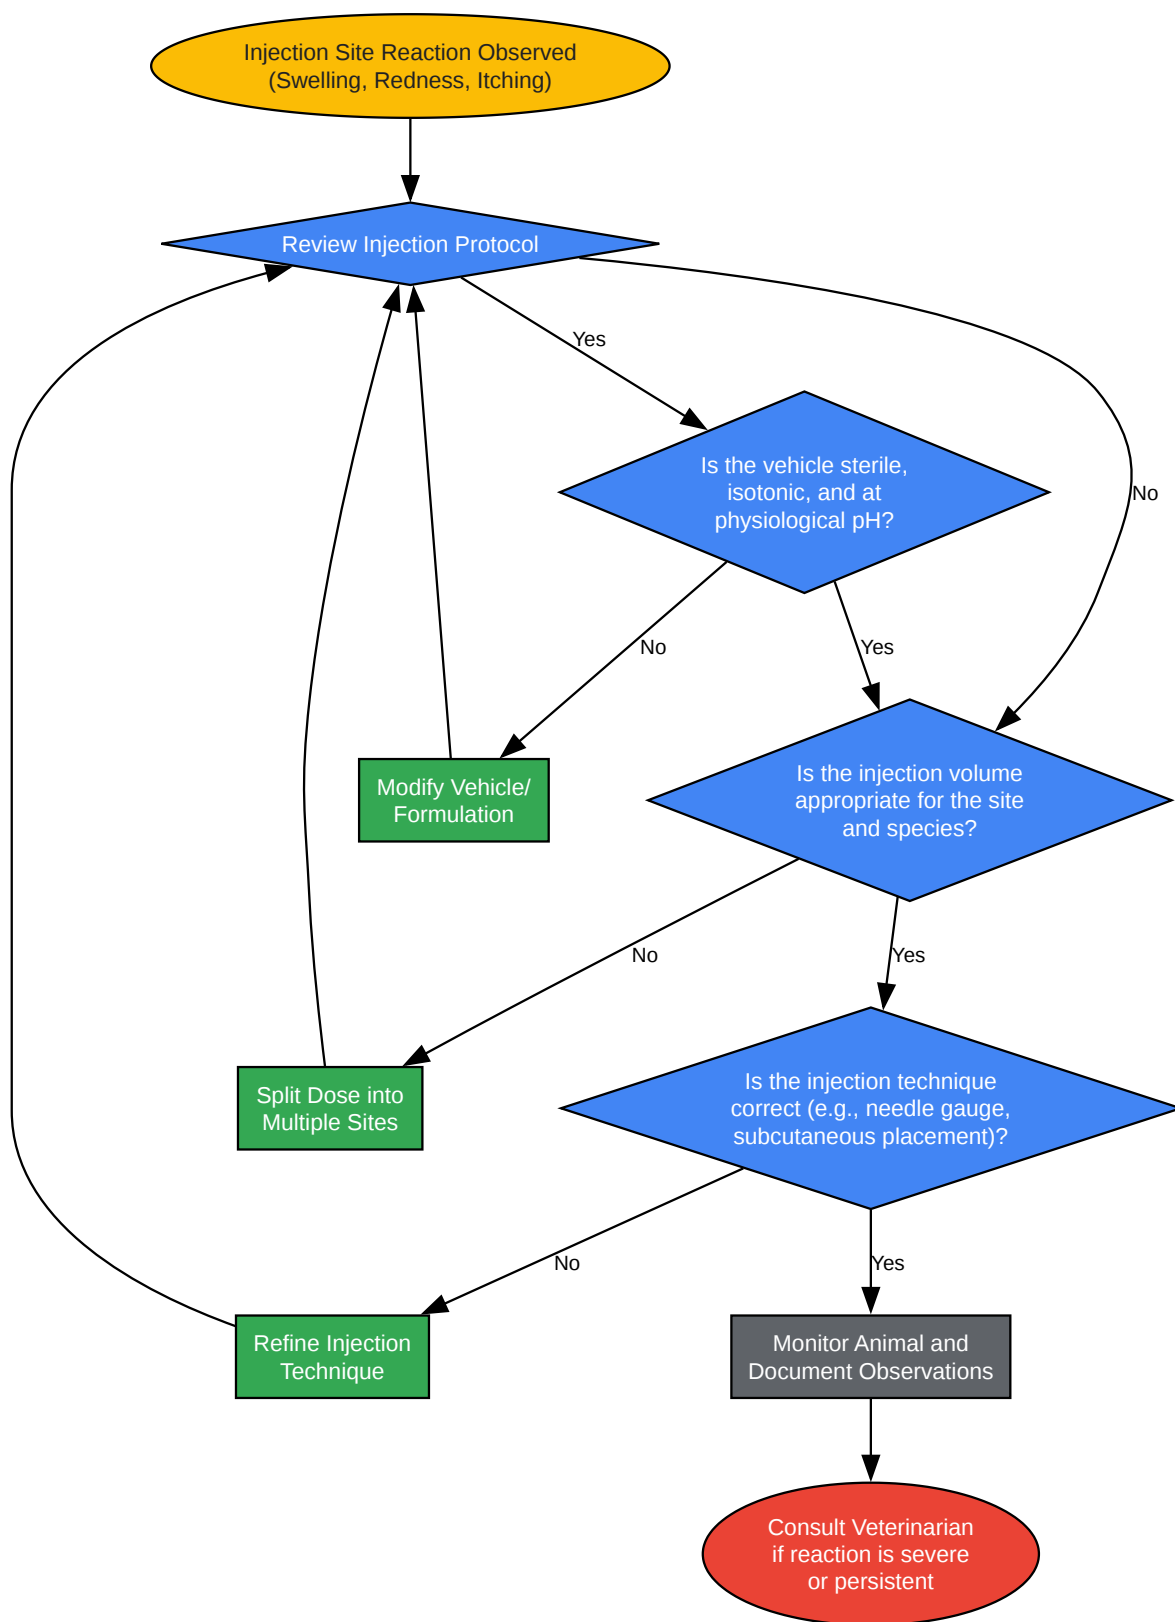 Injection Site Reaction Observed
(Swelling, Redness, Itching)
Review Injection Protocol
Yes
Is the vehicle sterile,
isotonic, and at
physiological pH?
No
No
Yes
Modify Vehicle/
Formulation
Is the injection volume
appropriate for the site
and species?
No
Yes
Split Dose into
Multiple Sites
Is the injection technique
correct (e.g., needle gauge,
subcutaneous placement)?
No
Yes
Refine Injection
Technique
Monitor Animal and
Document Observations
Consult Veterinarian
if reaction is severe
or persistent